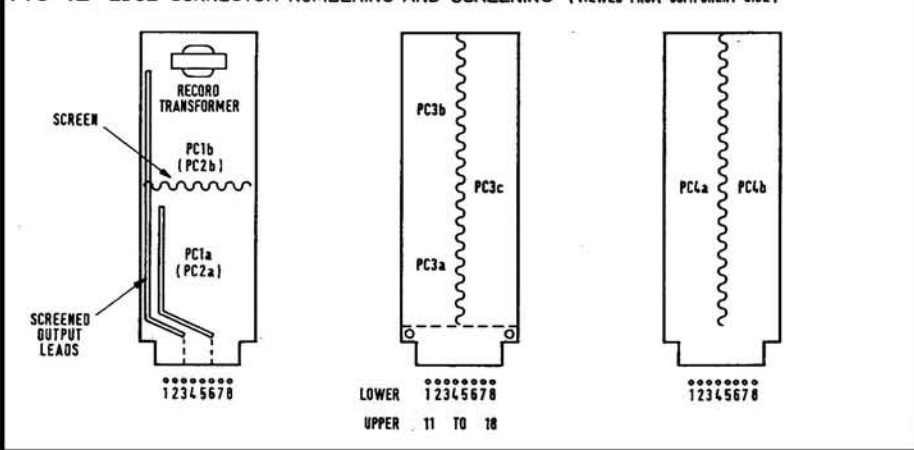 EDGE CONNECTOR NUMBERING AND SCREENING (VIEWED FROM COMPONENT SIDE)
RECORD
TRANSFORMER
SCREEN
PC1b
(PC2b)
PC1a
(PC2a)
SCREENED
OUTPUT
LEADS
12345678
PC3b
PC3c
PC3a
LOWER 12345678
UPPER 11 TO 18
PC4a
PC4b
12345678